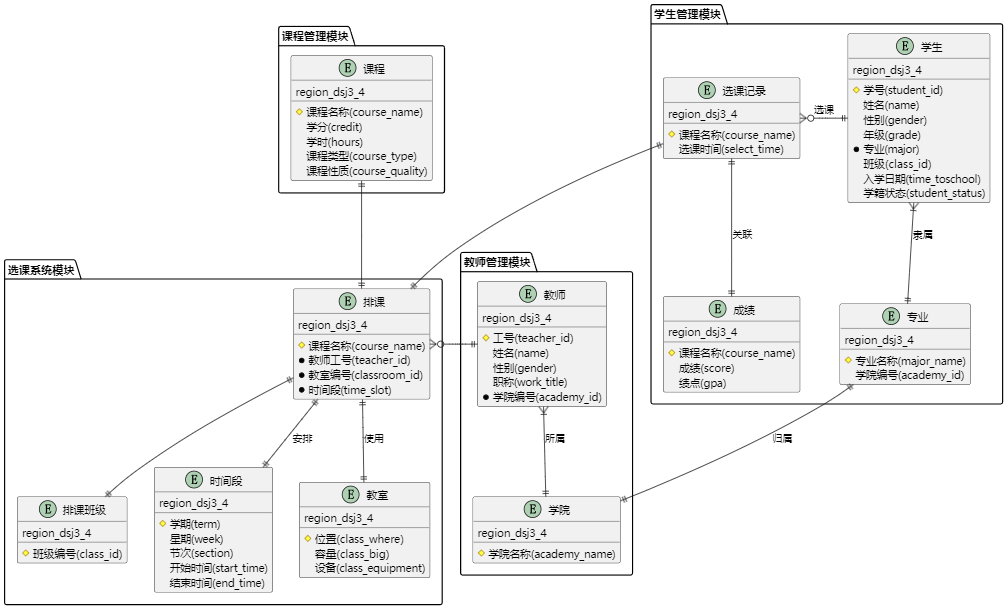 课程管理模块
E 课程
region_dsj3_4
课程名称(course_name)
学分(credit)
学时(hours)
课程类型(course_type)
课程性质(course_quality)
学生管理模块
E 选课记录
region_dsj3_4
课程名称(course_name)
选课时间(select_time)
选课
E 学生
region_dsj3_4
学号(student_id)
姓名(name)
性别(gender)
年级(grade)
专业(major)
班级(class_id)
入学日期(time_toschool)
学籍状态(student_status)
关联
隶属
E 成绩
region_dsj3_4
课程名称(course_name)
成绩(score)
绩点(gpa)
E 专业
region_dsj3_4
专业名称(major_name)
学院编号(academy_id)
归属
选课系统模块
E 排课
region_dsj3_4
课程名称(course_name)
教师工号(teacher_id)
教室编号(classroom_id)
时间段(time_slot)
安排
使用
E 排课班级
region_dsj3_4
班级编号(class_id)
E 时间段
region_dsj3_4
学期(term)
星期(week)
节次(section)
开始时间(start_time)
结束时间(end_time)
E 教室
region_dsj3_4
位置(class_where)
容量(class_big)
设备(class_equipment)
教师管理模块
E 教师
region_dsj3_4
工号(teacher_id)
姓名(name)
性别(gender)
职称(work_title)
学院编号(academy_id)
所属
E 学院
region_dsj3_4
学院名称(academy_name)